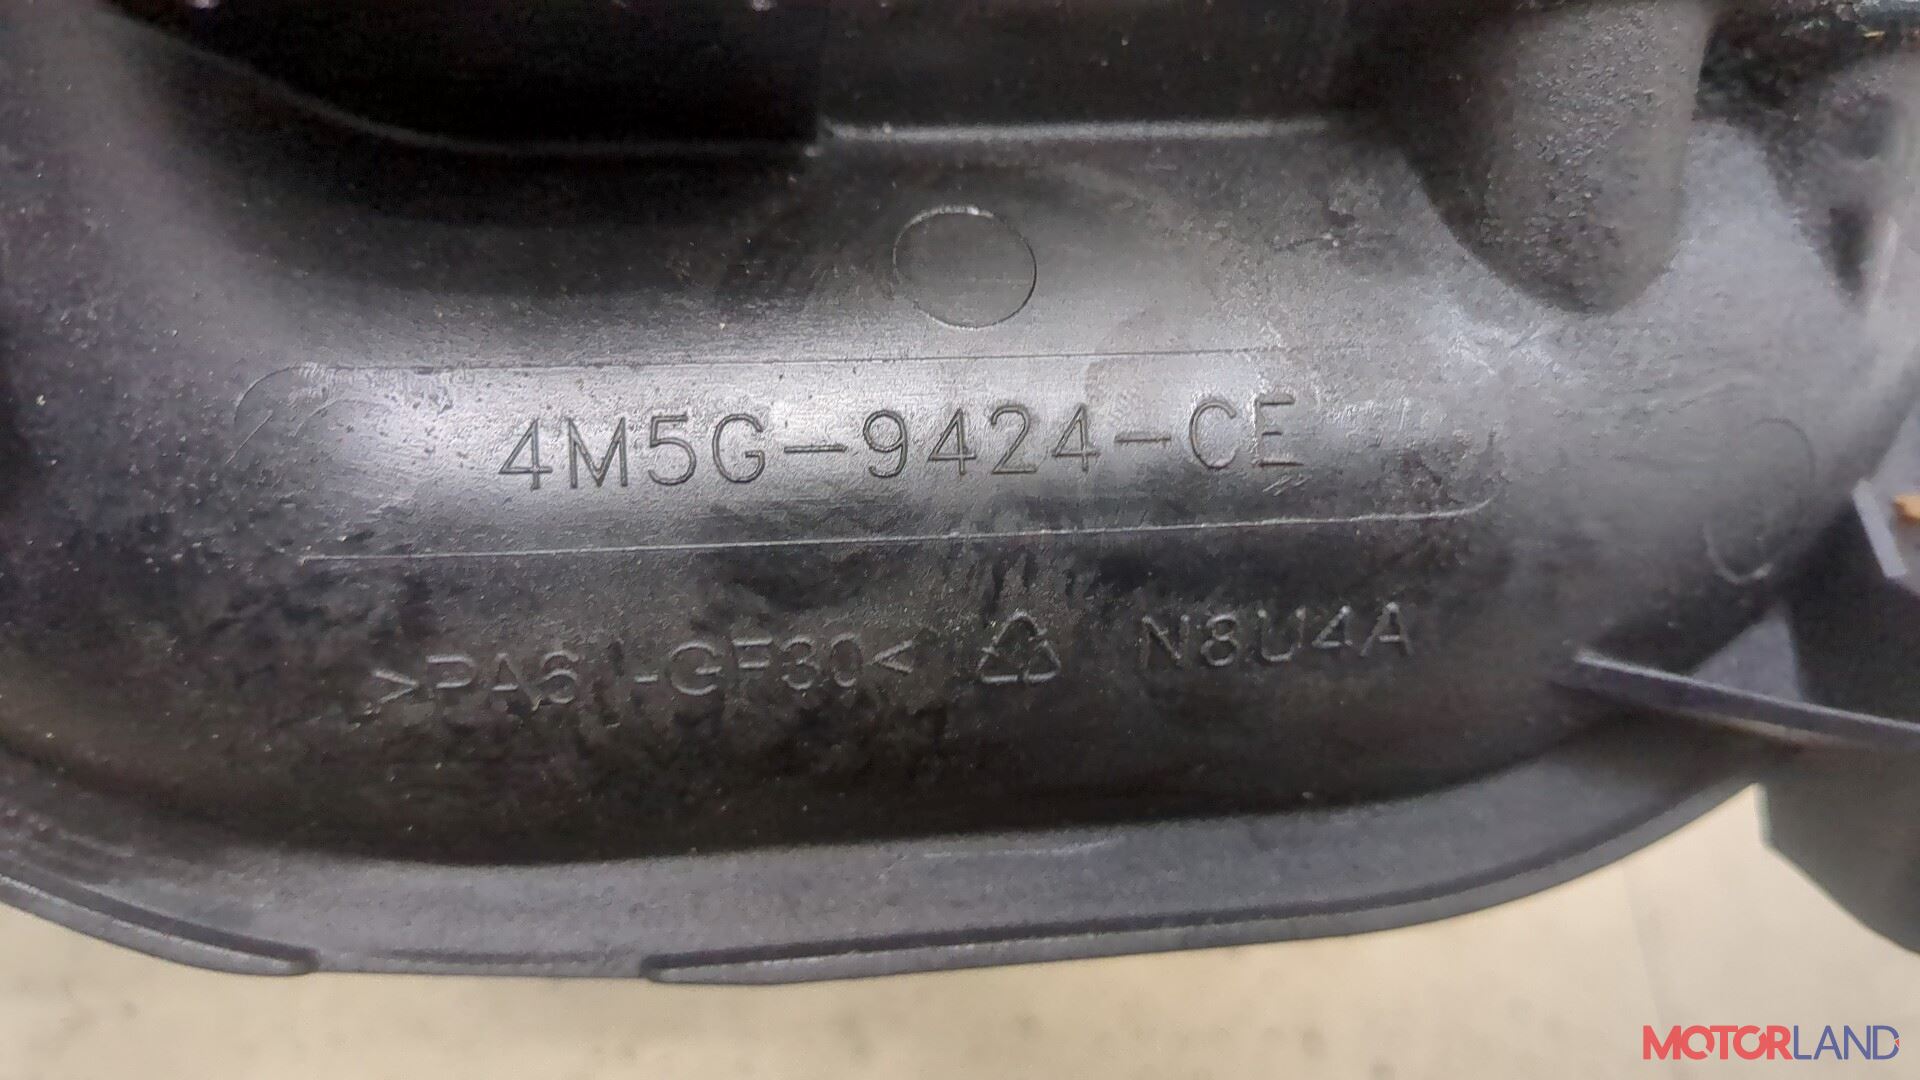 4M5G-9424-CE
>PA6 I-GF30< N8U4A
MOTORLAND